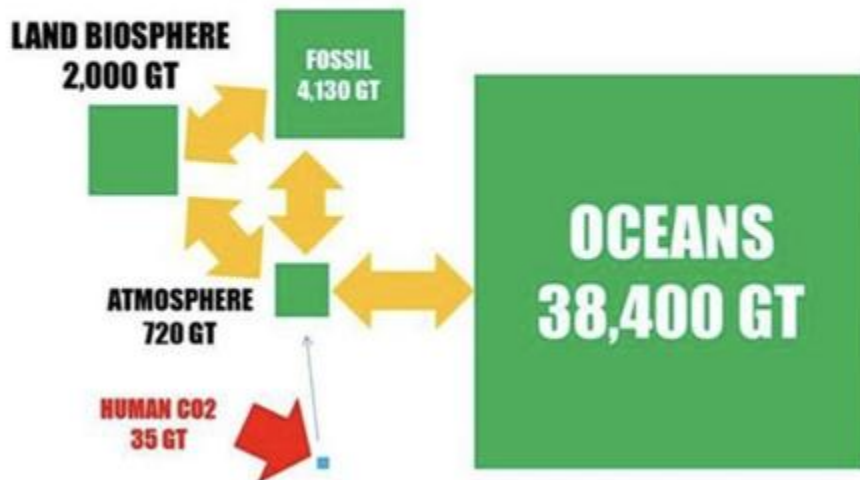 LAND BIOSPHERE
2,000 GT
FOSSIL
4,130 GT
OCEANS
38,400 GT
ATMOSPHERE
720 GT
HUMAN CO2
35 GT